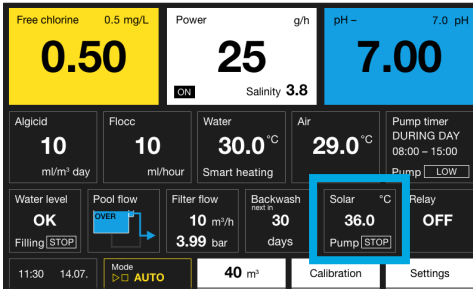 Free chlorine 0.5 mg/L
0.50
Power g/h
25
ON Salinity 3.8
pH – 7.0 pH
7.00
Algicid
10
ml/m³ day
Flocc
10
ml/hour
Water
30.0 °C
Smart heating
Air
29.0 °C
Pump timer
DURING DAY
08:00 – 15:00
Pump LOW
Water level
OK
Filling STOP
Pool flow
OVER
Filter flow
10 m³/h
3.99 bar
Backwash
next in
30
days
Solar °C
36.0
Pump STOP
Relay
OFF
11:30 14.07.
Mode
AUTO
40 m³
Calibration
Settings